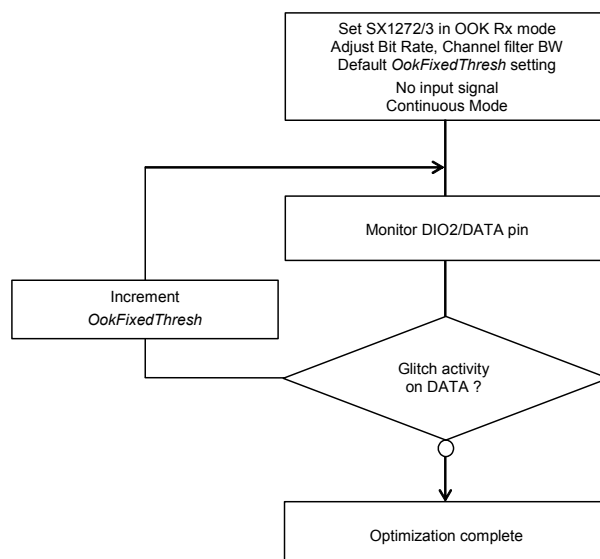 Set SX1272/3 in OOK Rx mode
Adjust Bit Rate, Channel filter BW
Default OokFixedThresh setting
No input signal
Continuous Mode
Monitor DIO2/DATA pin
Increment
OokFixedThresh
Glitch activity
on DATA ?
Optimization complete